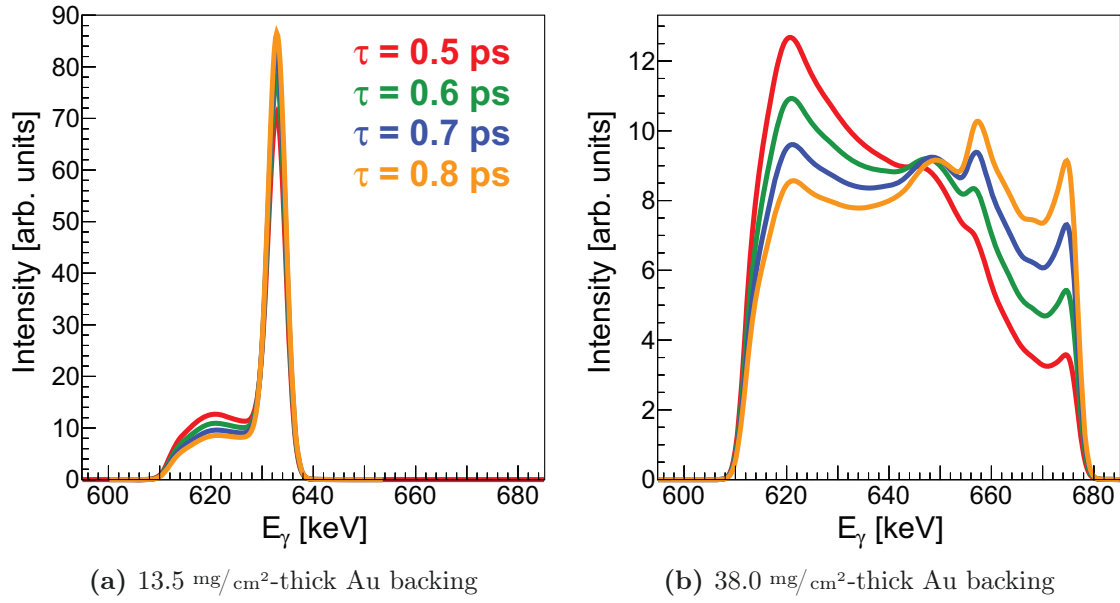 90
80
70
60
50
40
30
20
10
0
Intensity [arb. units]
τ = 0.5 ps
τ = 0.6 ps
τ = 0.7 ps
τ = 0.8 ps
600 620 640 660 680
E_γ [keV]
(a) 13.5 mg/cm²-thick Au backing
12
10
8
6
4
2
0
Intensity [arb. units]
600 620 640 660 680
E_γ [keV]
(b) 38.0 mg/cm²-thick Au backing